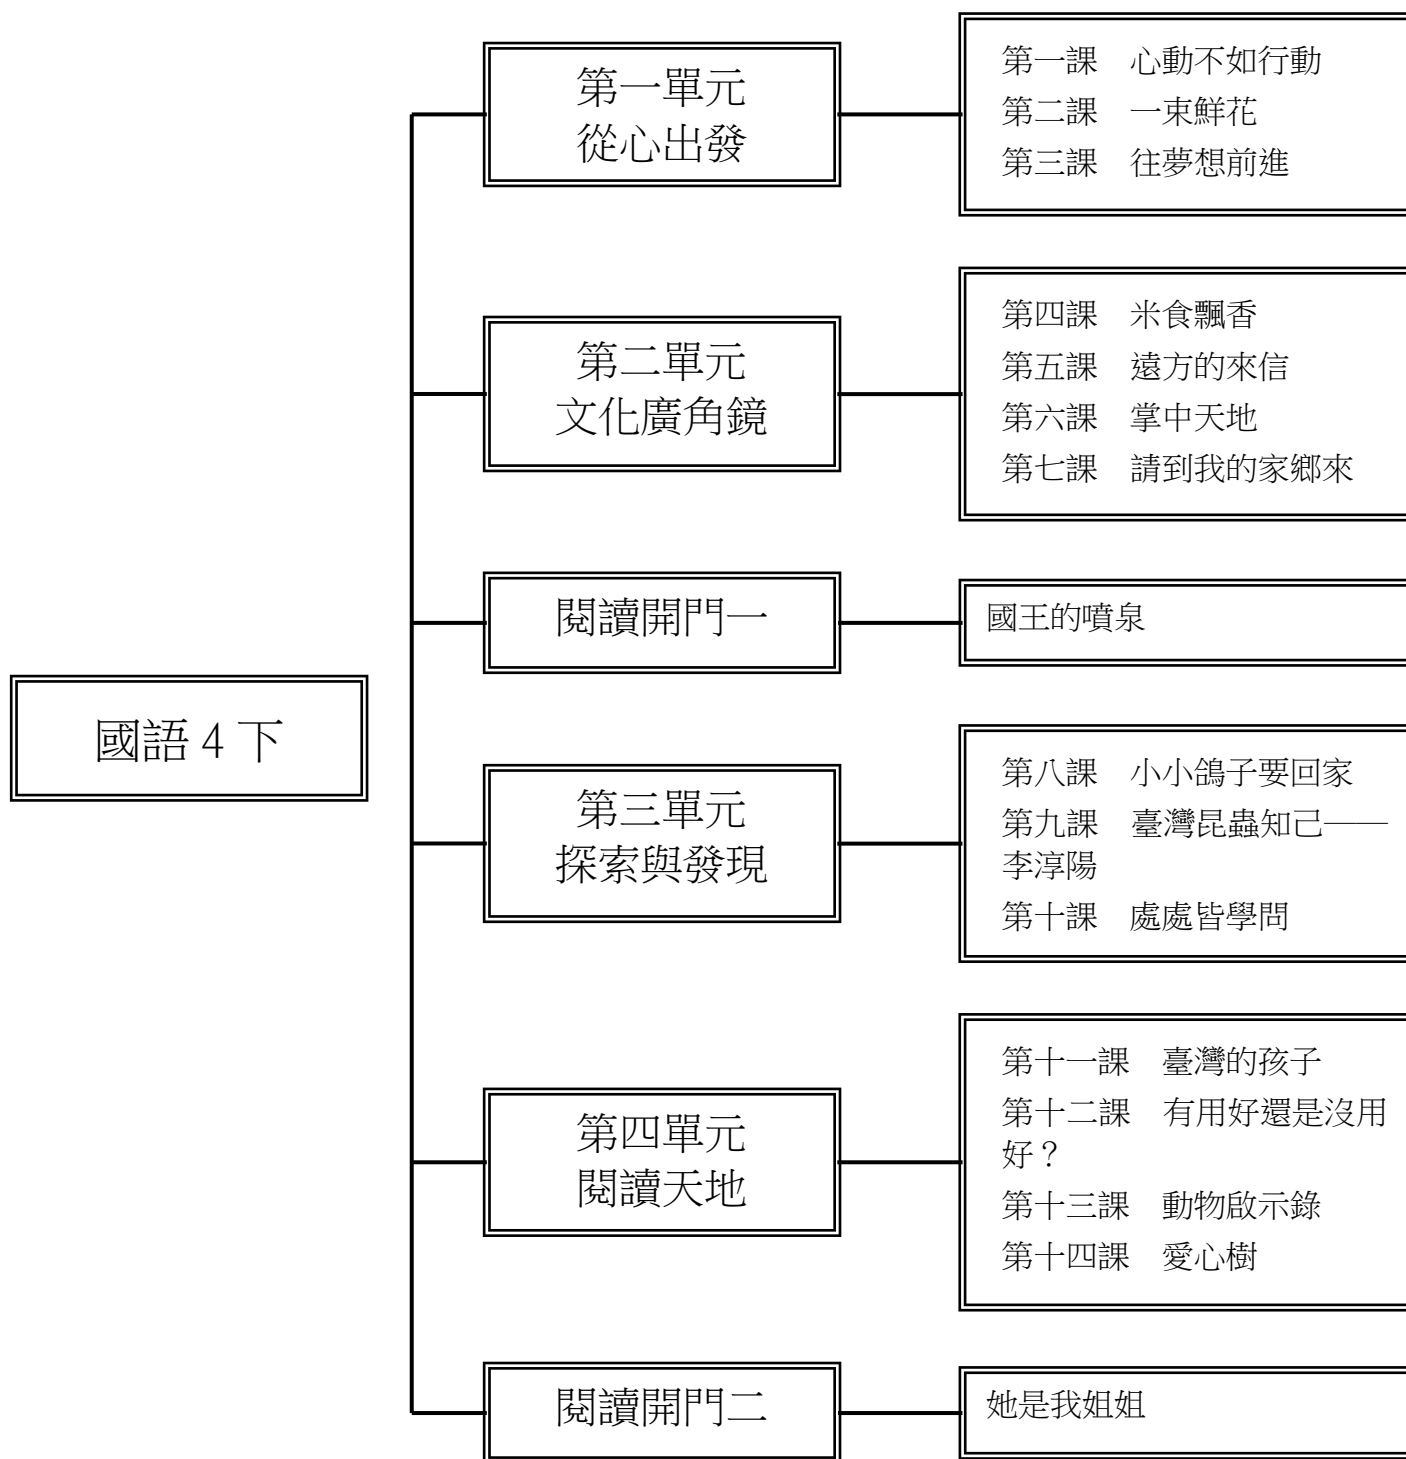 國語4下
第一單元
從心出發
第一課　心動不如行動
第二課　一束鮮花
第三課　往夢想前進
第二單元
文化廣角鏡
第四課　米食飄香
第五課　遠方的來信
第六課　掌中天地
第七課　請到我的家鄉來
閱讀開門一
國王的噴泉
第三單元
探索與發現
第八課　小小鴿子要回家
第九課　臺灣昆蟲知己——
李淳陽
第十課　處處皆學問
第四單元
閱讀天地
第十一課　臺灣的孩子
第十二課　有用好還是沒用
好？
第十三課　動物啟示錄
第十四課　愛心樹
閱讀開門二
她是我姐姐